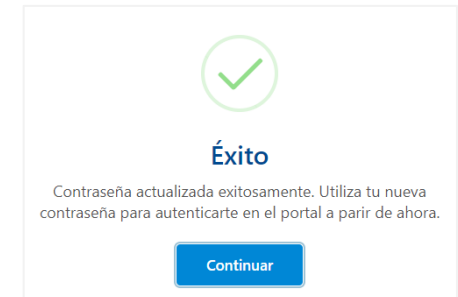 Éxito
Contraseña actualizada exitosamente. Utiliza tu nueva
contraseña para autenticarte en el portal a parir de ahora.
Continuar